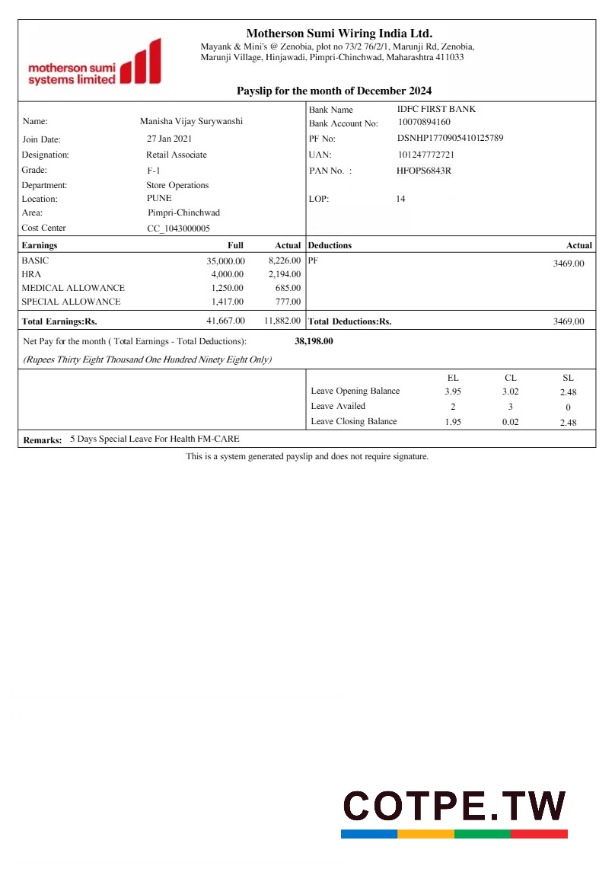 motherson sumi
systems limited
Motherson Sumi Wiring India Ltd.
Mayank & Mini's @ Zenobia, plot no 73/2 76/2/1, Marunji Rd, Zenobia,
Marunji Village, Hinjawadi, Pimpri-Chinchwad, Maharashtra 411033
Payslip for the month of December 2024
Name: Manisha Vijay Surywanshi
Join Date: 27 Jan 2021
Designation: Retail Associate
Grade: F-1
Department: Store Operations
Location: PUNE
Area: Pimpri-Chinchwad
Cost Center CC_1043000005
Bank Name IDFC FIRST BANK
Bank Account No: 10070894160
PF No: DSNHP1770905410125789
UAN: 101247772721
PAN No. : HFOPS6843R
LOP: 14
Earnings Full Actual Deductions Actual
BASIC 35,000.00 8,226.00 PF 3469.00
HRA 4,000.00 2,194.00
MEDICAL ALLOWANCE 1,250.00 685.00
SPECIAL ALLOWANCE 1,417.00 777.00
Total Earnings:Rs. 41,667.00 11,882.00 Total Deductions:Rs. 3469.00
Net Pay for the month ( Total Earnings - Total Deductions): 38,198.00
(Rupees Thirty Eight Thousand One Hundred Ninety Eight Only)
EL CL SL
Leave Opening Balance 3.95 3.02 2.48
Leave Availed 2 3 0
Leave Closing Balance 1.95 0.02 2.48
Remarks: 5 Days Special Leave For Health FM-CARE
This is a system generated payslip and does not require signature.
COTPE.TW